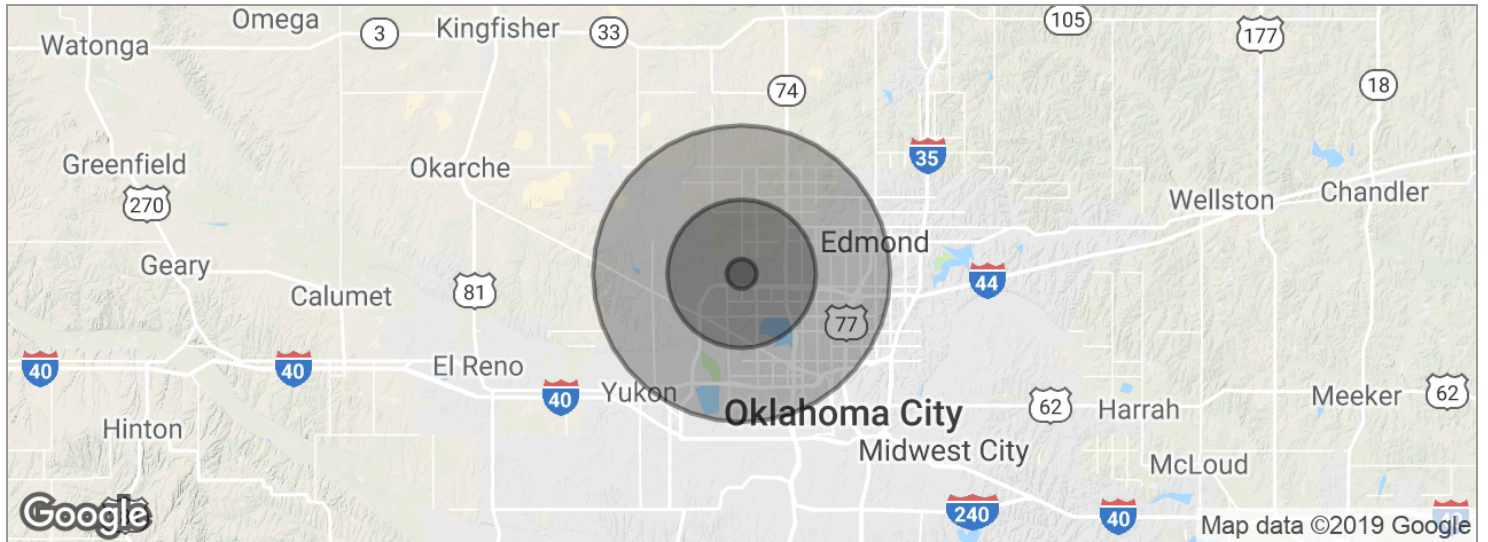 Omega
105
3
Kingfisher
33
177
Watonga
74
18
35
Greenfield
Okarche
Wellston
Chandler
270
Edmond
Geary
44
81
Calumet
77
40
40
El Reno
40
Yukon
62
Meeker
62
Oklahoma City
Harrah
Hinton
Midwest City
McLoud
Google
240
40
40
Map data ©2019 Google